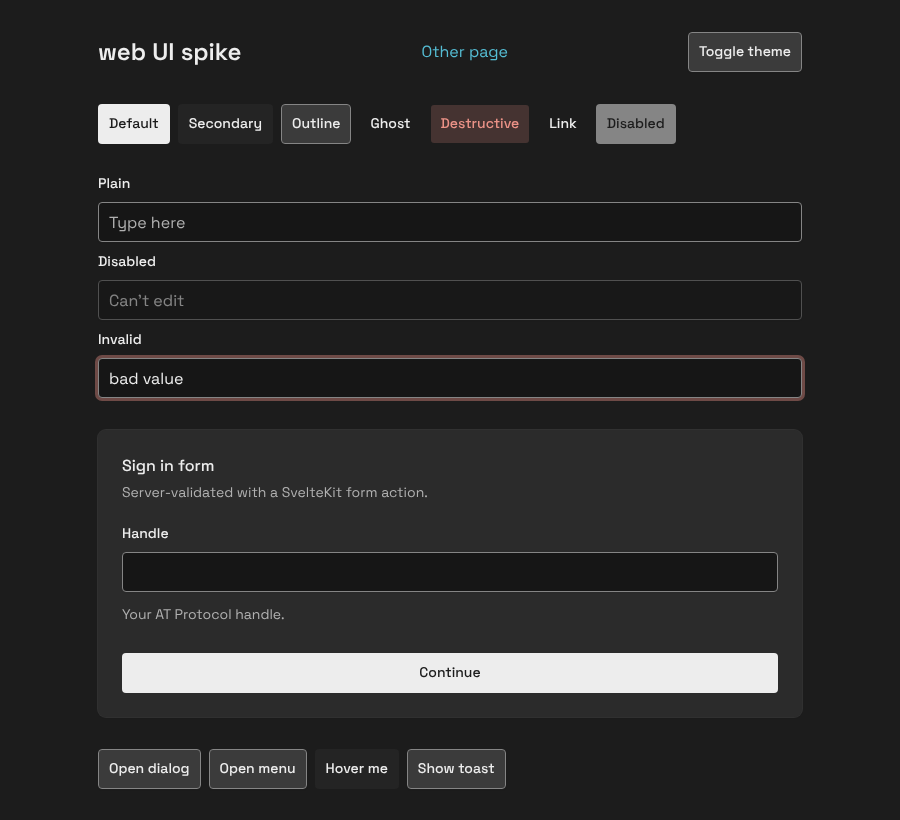 web UI spike
Other page
Toggle theme
Default
Secondary
Outline
Ghost
Destructive
Link
Disabled
Plain
Type here
Disabled
Can't edit
Invalid
bad value
Sign in form
Server-validated with a SvelteKit form action.
Handle
Your AT Protocol handle.
Continue
Open dialog
Open menu
Hover me
Show toast